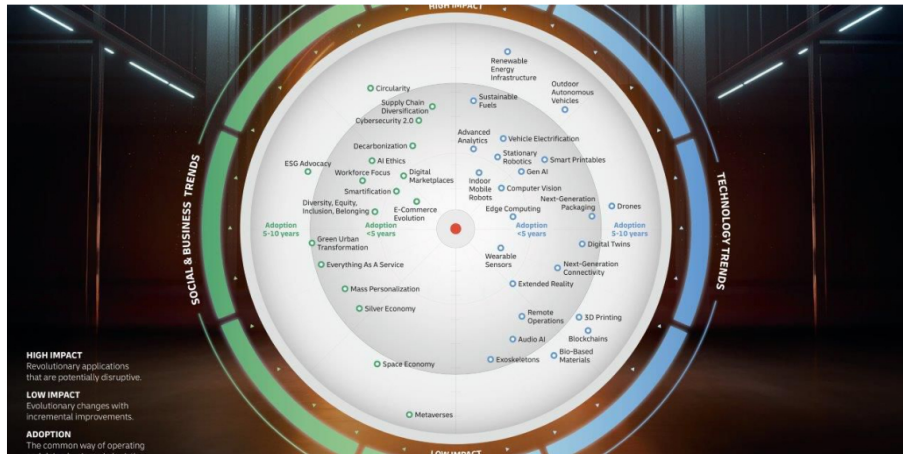 HIGH IMPACT
SOCIAL & BUSINESS TRENDS
TECHNOLOGY TRENDS
Renewable
Energy
Infrastructure
Outdoor
Autonomous
Vehicles
Circularity
Supply Chain
Diversification
Cybersecurity 2.0
Sustainable
Fuels
Decarbonization
Advanced
Analytics
Vehicle Electrification
ESG Advocacy
AI Ethics
Workforce Focus
Digital
Marketplaces
Smartification
Stationary
Robotics
Smart Printables
Gen AI
Indoor
Mobile
Robots
Computer Vision
Diversity, Equity,
Inclusion, Belonging
E-Commerce
Evolution
Edge Computing
Next-Generation
Packaging
Drones
Adoption
5-10 years
Adoption
<5 years
Adoption
<5 years
Adoption
5-10 years
Green Urban
Transformation
Digital Twins
Wearable
Sensors
Everything As A Service
Next-Generation
Connectivity
Mass Personalization
Extended Reality
Silver Economy
Remote
Operations
3D Printing
Blockchains
Audio AI
Space Economy
Exoskeletons
Bio-Based
Materials
Metaverses
LOW IMPACT
HIGH IMPACT
Revolutionary applications
that are potentially disruptive.
LOW IMPACT
Evolutionary changes with
incremental improvements.
ADOPTION
The common way of operating